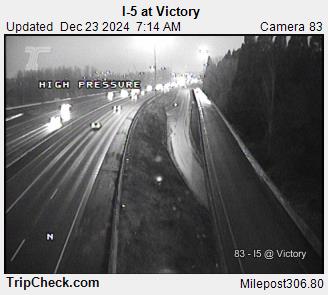 I-5 at Victory
Updated Dec 23 2024 7:14 AM Camera 83
HIGH PRESSURE
N
83 - I5 @ Victory
TripCheck.com Milepost306.80